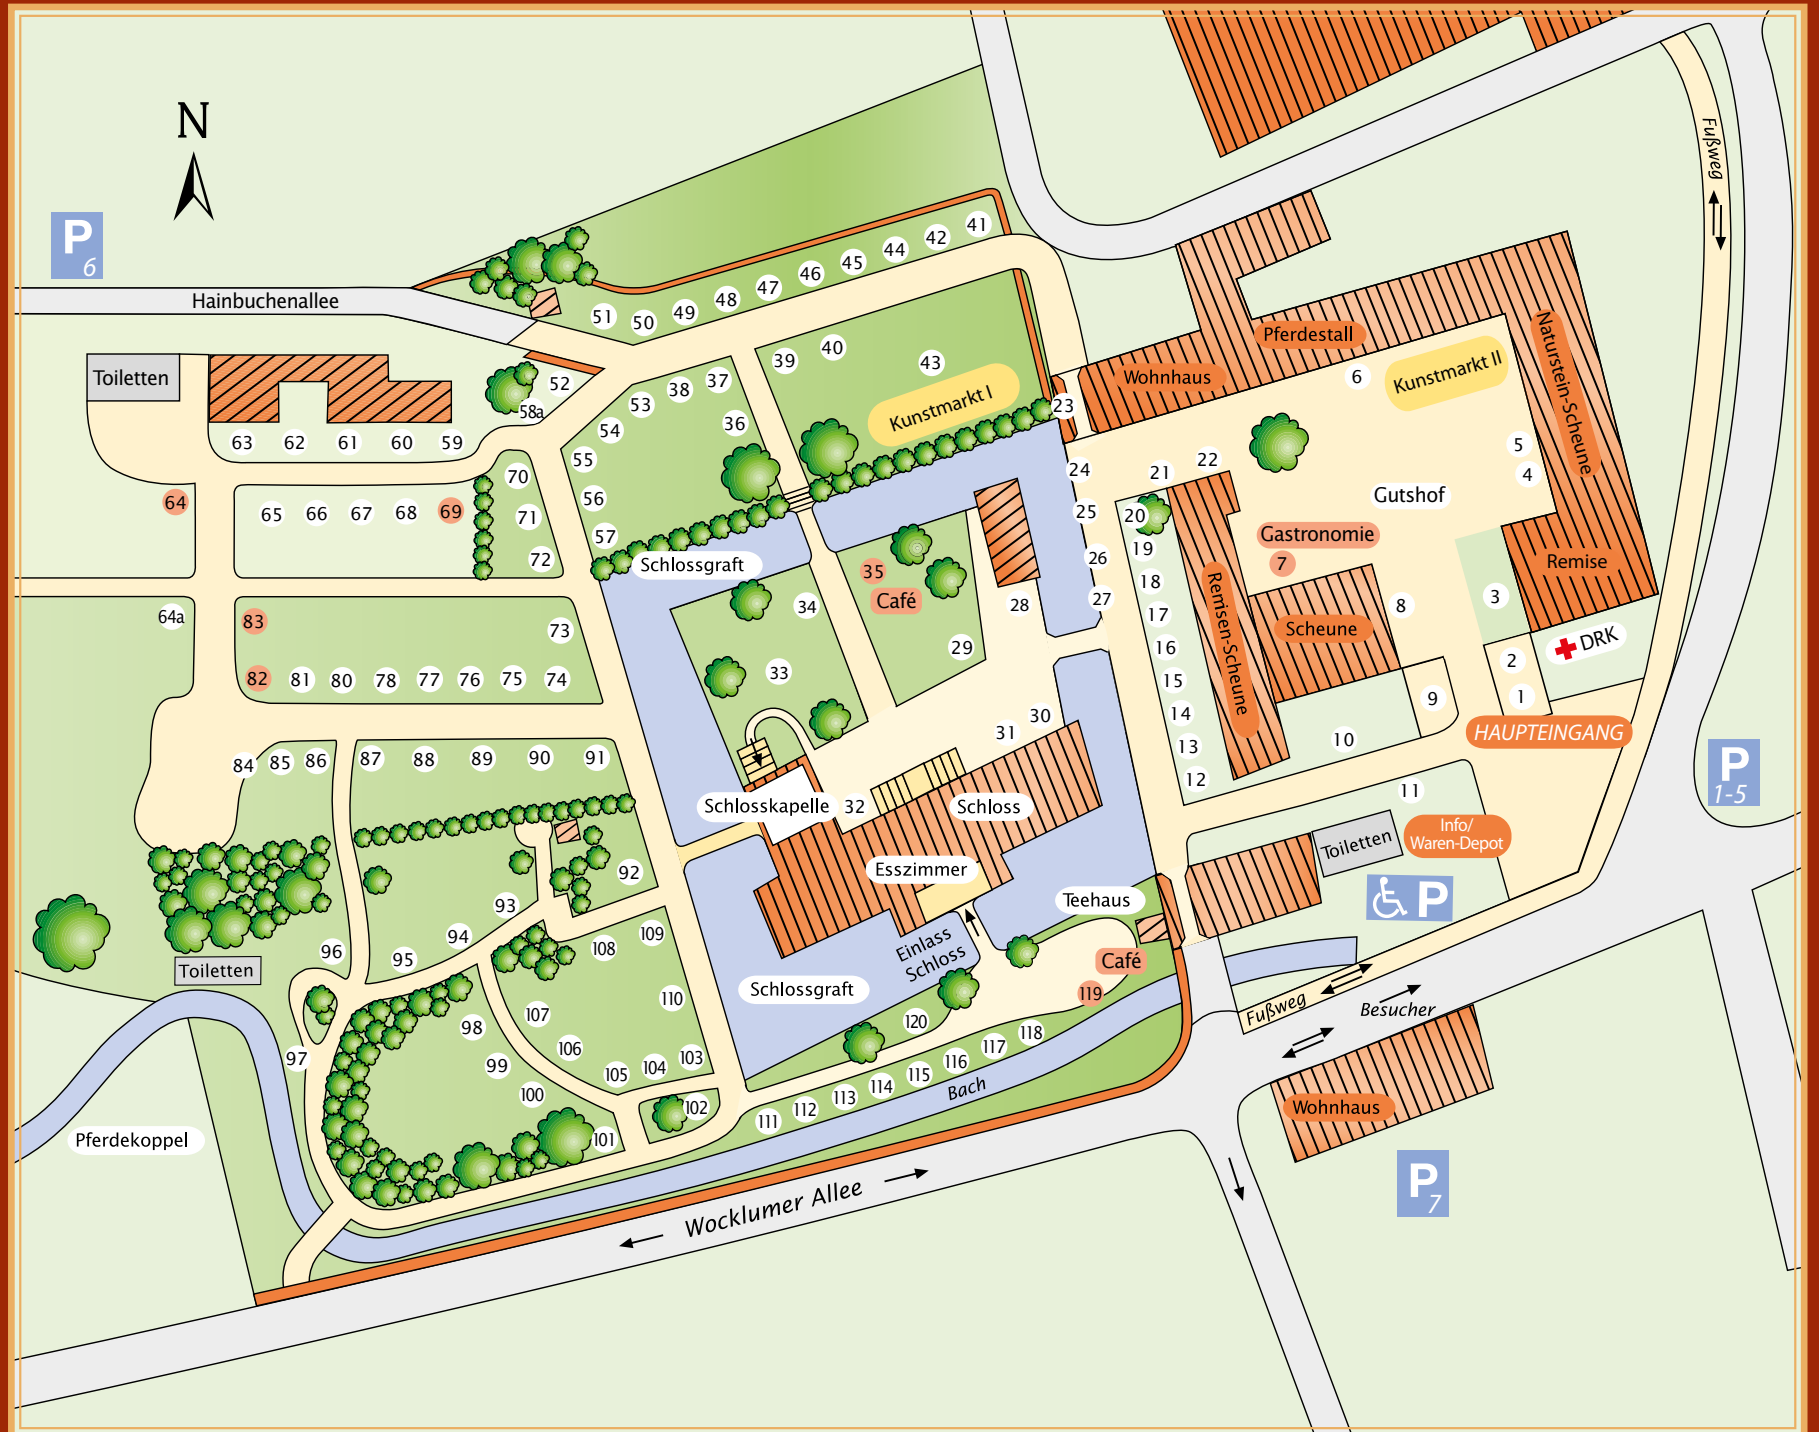 N
P
6
Hainbuchenallee
Toiletten
63 62 61 60 59
58a
52
51 50 49 48 47 46 45 44 42 41
Fußweg
39 40 43
Kunstmarkt I
53 38 37
36
54
55
56
57
23
Wohnhaus
Pferdestall
6
Kunstmarkt II
Naturstein-Scheune
5
4
Gutshof
24
21 22
25
20
26
19
27
18
17
16
15
14
13
12
Gastronomie
7
Remise
Remisen-Scheune
Scheune
8
3
DRK
2
1
9
10
HAUPTEINGANG
11
P
1-5
Info/
Waren-Depot
Toiletten
P
64
65 66 67 68 69
70
71
72
64a
83
73
82 81 80 78 77 76 75 74
84 85 86 87 88 89 90 91
Schlossgraft
34
35
Café
28
29
33
30
31
Schlosskapelle
32
Schloss
Esszimmer
Teehaus
Einlass
Schloss
Café
119
Schlossgraft
92
93
94
95
96
Toiletten
108
109
110
107
106
98
99
100
97
105 104 103
102
101
120
111 112 113 114 115 116 117 118
Bach
Fußweg
Besucher
Wohnhaus
P
7
Pferdekoppel
Wocklumer Allee